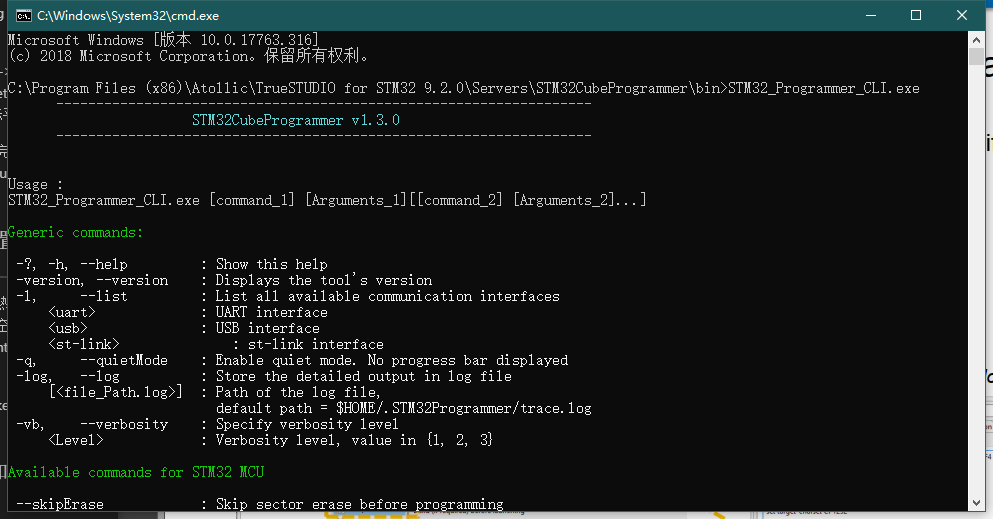 C:\Windows\System32\cmd.exe
Microsoft Windows [版本 10.0.17763.316]
(c) 2018 Microsoft Corporation。保留所有权利。
C:\Program Files (x86)\Atollic\TrueSTUDIO for STM32 9.2.0\Servers\STM32CubeProgrammer\bin>STM32_Programmer_CLI.exe
-------------------------------------------------------------------
STM32CubeProgrammer v1.3.0
-------------------------------------------------------------------
Usage :
STM32_Programmer_CLI.exe [command_1] [Arguments_1][[command_2] [Arguments_2]...]
Generic commands:
-?, -h, --help : Show this help
-version, --version : Displays the tool's version
-l, --list : List all available communication interfaces
<uart> : UART interface
<usb> : USB interface
<st-link> : st-link interface
-q, --quietMode : Enable quiet mode. No progress bar displayed
-log, --log : Store the detailed output in log file
[<file_Path.log>] : Path of the log file,
default path = $HOME/.STM32Programmer/trace.log
-vb, --verbosity : Specify verbosity level
<Level> : Verbosity level, value in {1, 2, 3}
Available commands for STM32 MCU
--skipErase : Skip sector erase before programming